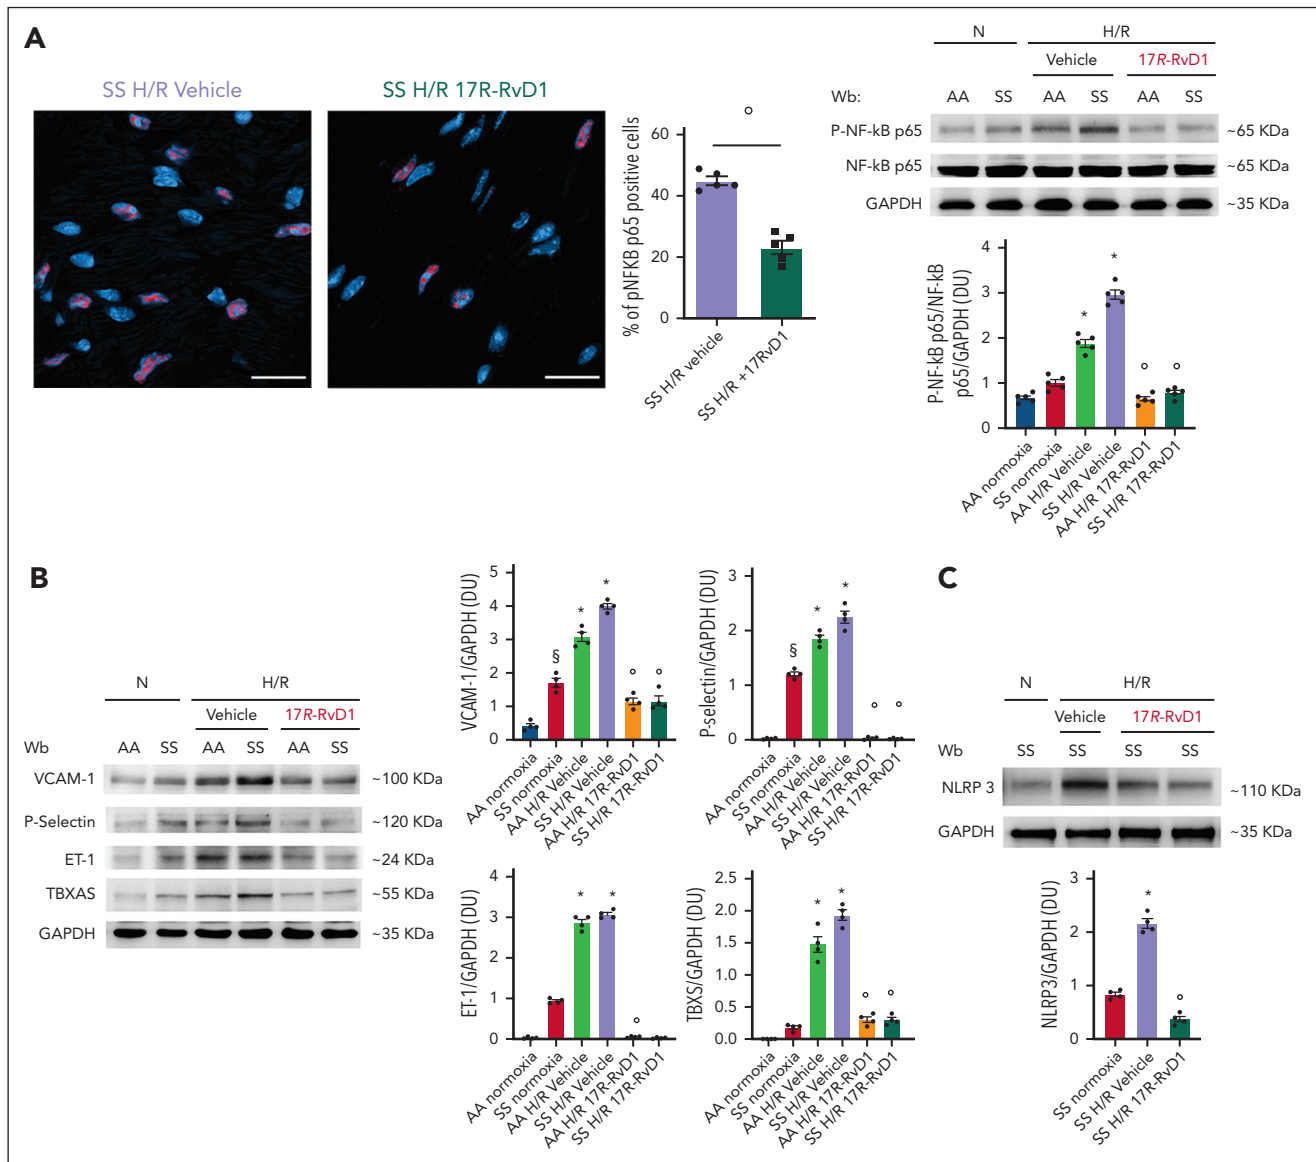 A
SS H/R Vehicle
SS H/R 17R-RvD1
% of pNFKB p65 positive cells
60
40
20
0
SS H/R vehicle
SS H/R +17RvD1
N
H/R
Vehicle
17R-RvD1
Wb:
AA SS AA SS AA SS
P-NF-kB p65 ~65 KDa
NF-kB p65 ~65 KDa
GAPDH ~35 KDa
P-NF-kB p65/NF-kB
p65/GAPDH (DU)
4
3
2
1
0
*
*
AA normoxia
SS normoxia
AA H/R Vehicle
SS H/R Vehicle
AA H/R 17R-RvD1
SS H/R 17R-RvD1
B
N
H/R
Vehicle
17R-RvD1
Wb AA SS AA SS AA SS
VCAM-1 ~100 KDa
P-Selectin ~120 KDa
ET-1 ~24 KDa
TBXAS ~55 KDa
GAPDH ~35 KDa
VCAM-1/GAPDH (DU)
5
4
3
2
1
0
§
*
*
AA normoxia
SS normoxia
AA H/R Vehicle
SS H/R Vehicle
AA H/R 17R-RvD1
SS H/R 17R-RvD1
P-selectin/GAPDH (DU)
3
2
1
0
§
*
*
AA normoxia
SS normoxia
AA H/R Vehicle
SS H/R Vehicle
AA H/R 17R-RvD1
SS H/R 17R-RvD1
ET-1/GAPDH (DU)
4
3
2
1
0
*
*
AA normoxia
SS normoxia
AA H/R Vehicle
SS H/R Vehicle
AA H/R 17R-RvD1
SS H/R 17R-RvD1
TBXS/GAPDH (DU)
2.5
2.0
1.5
1.0
0.5
0.0
*
*
AA normoxia
SS normoxia
AA H/R Vehicle
SS H/R Vehicle
AA H/R 17R-RvD1
SS H/R 17R-RvD1
C
N
H/R
Vehicle
17R-RvD1
Wb SS SS SS SS
NLRP 3 ~110 KDa
GAPDH ~35 KDa
NLRP3/GAPDH (DU)
3
2
1
0
*
SS normoxia
SS H/R Vehicle
SS H/R 17R-RvD1